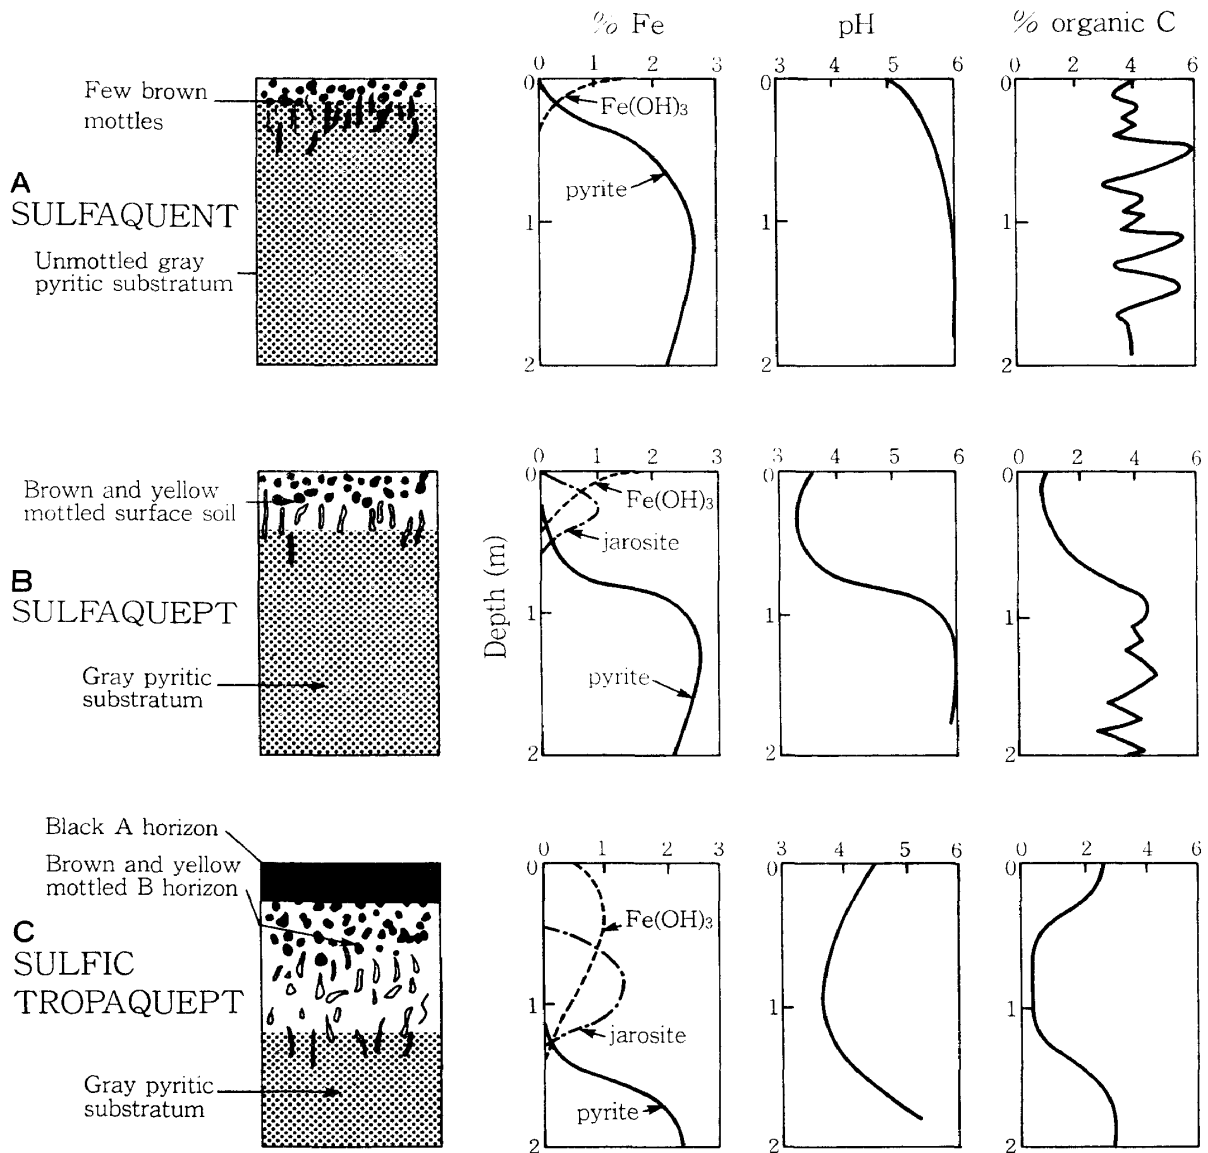 % Fe
pH
% organic C
0 1 2 3
3 4 5 6
0 2 4 6
Few brown
mottles
A
SULFAQUENT
Unmottled gray
pyritic substratum
0
1
2
Fe(OH)3
pyrite
0
1
2
0
1
2
0 1 2 3
3 4 5 6
0 2 4 6
Brown and yellow
mottled surface soil
B
SULFAQUEPT
Gray pyritic
substratum
Depth (m)
0
1
2
Fe(OH)3
jarosite
pyrite
0
1
2
0
1
2
0 1 2 3
3 4 5 6
0 2 4 6
Black A horizon
Brown and yellow
mottled B horizon
C
SULFIC
TROPAQUEPT
Gray pyritic
substratum
0
1
2
Fe(OH)3
jarosite
pyrite
0
1
2
0
1
2